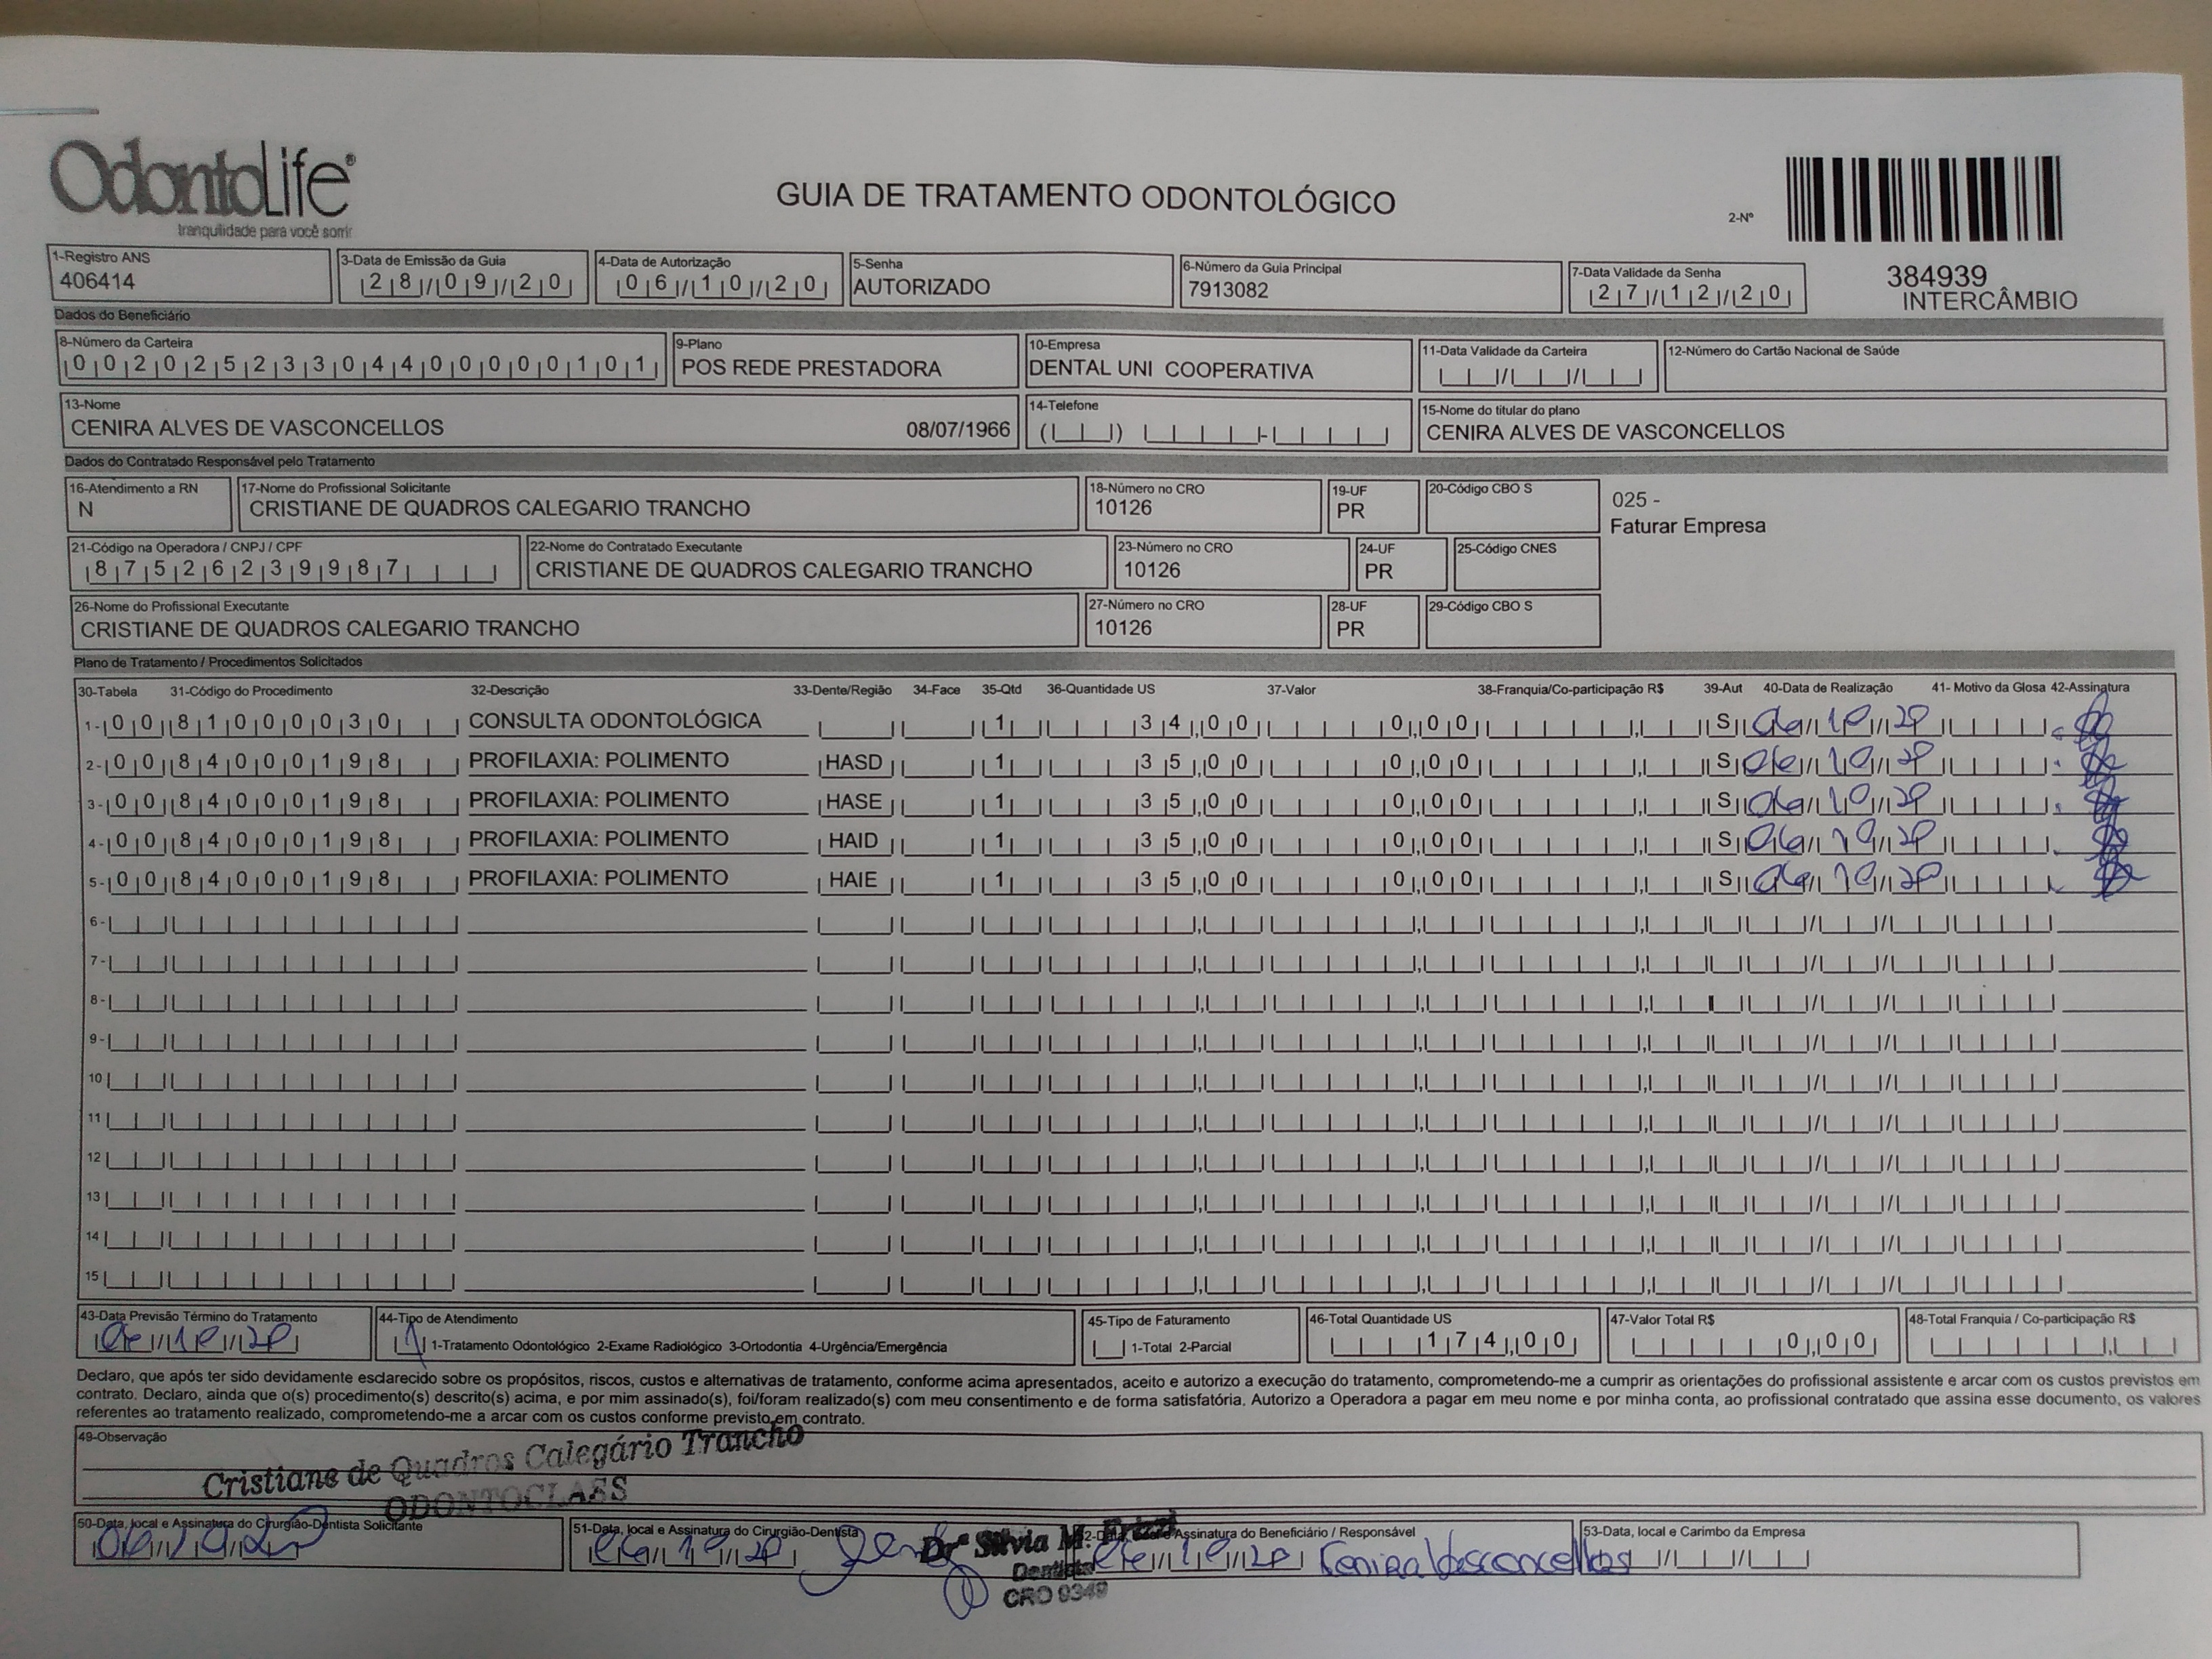 OdontoLife®
tranquilidade para você sorrir
GUIA DE TRATAMENTO ODONTOLÓGICO
2-Nº
384939
INTERCÂMBIO
1-Registro ANS
406414
3-Data de Emissão da Guia
28/09/20
4-Data de Autorização
06/10/20
5-Senha
AUTORIZADO
6-Número da Guia Principal
7913082
7-Data Validade da Senha
27/12/20
Dados do Beneficiário
8-Número da Carteira
00202523304400000101
9-Plano
POS REDE PRESTADORA
10-Empresa
DENTAL UNI COOPERATIVA
11-Data Validade da Carteira
12-Número do Cartão Nacional de Saúde
13-Nome
CENIRA ALVES DE VASCONCELLOS 08/07/1966
14-Telefone
15-Nome do titular do plano
CENIRA ALVES DE VASCONCELLOS
Dados do Contratado Responsável pelo Tratamento
16-Atendimento a RN
N
17-Nome do Profissional Solicitante
CRISTIANE DE QUADROS CALEGARIO TRANCHO
18-Número no CRO
10126
19-UF
PR
20-Código CBO S
025 -
Faturar Empresa
21-Código na Operadora / CNPJ / CPF
87526239987
22-Nome do Contratado Executante
CRISTIANE DE QUADROS CALEGARIO TRANCHO
23-Número no CRO
10126
24-UF
PR
25-Código CNES
26-Nome do Profissional Executante
CRISTIANE DE QUADROS CALEGARIO TRANCHO
27-Número no CRO
10126
28-UF
PR
29-Código CBO S
Plano de Tratamento / Procedimentos Solicitados
30-Tabela 31-Código do Procedimento 32-Descrição 33-Dente/Região 34-Face 35-Qtd 36-Quantidade US 37-Valor 38-Franquia/Co-participação R$ 39-Aut 40-Data de Realização 41- Motivo da Glosa 42-Assinatura
1- 00 81000030 CONSULTA ODONTOLÓGICA 1 34,00 0,00 S 06/10/20
2- 00 84000198 PROFILAXIA: POLIMENTO HASD 1 35,00 0,00 S 06/10/20
3- 00 84000198 PROFILAXIA: POLIMENTO HASE 1 35,00 0,00 S 06/10/20
4- 00 84000198 PROFILAXIA: POLIMENTO HAID 1 35,00 0,00 S 06/10/20
5- 00 84000198 PROFILAXIA: POLIMENTO HAIE 1 35,00 0,00 S 06/10/20
6-
7-
8-
9-
10
11
12
13
14
15
43-Data Previsão Término do Tratamento
06/10/20
44-Tipo de Atendimento
1 1-Tratamento Odontológico 2-Exame Radiológico 3-Ortodontia 4-Urgência/Emergência
45-Tipo de Faturamento
1-Total 2-Parcial
46-Total Quantidade US
174,00
47-Valor Total R$
0,00
48-Total Franquia / Co-participação R$
Declaro, que após ter sido devidamente esclarecido sobre os propósitos, riscos, custos e alternativas de tratamento, conforme acima apresentados, aceito e autorizo a execução do tratamento, comprometendo-me a cumprir as orientações do profissional assistente e arcar com os custos previstos em
contrato. Declaro, ainda que o(s) procedimento(s) descrito(s) acima, e por mim assinado(s), foi/foram realizado(s) com meu consentimento e de forma satisfatória. Autorizo a Operadora a pagar em meu nome e por minha conta, ao profissional contratado que assina esse documento, os valores
referentes ao tratamento realizado, comprometendo-me a arcar com os custos conforme previsto em contrato.
49-Observação
Cristiane de Quadros Calegário Trancho
ODONTOCLAES
50-Data, local e Assinatura do Cirurgião-Dentista Solicitante
06/10/20
51-Data, local e Assinatura do Cirurgião-Dentista
06/10/20
Drª Silvia M. Frizzi
Dentista
CRO 9349
52-Data, local e Assinatura do Beneficiário / Responsável
06/10/20 Cenira Vasconcellos
53-Data, local e Carimbo da Empresa